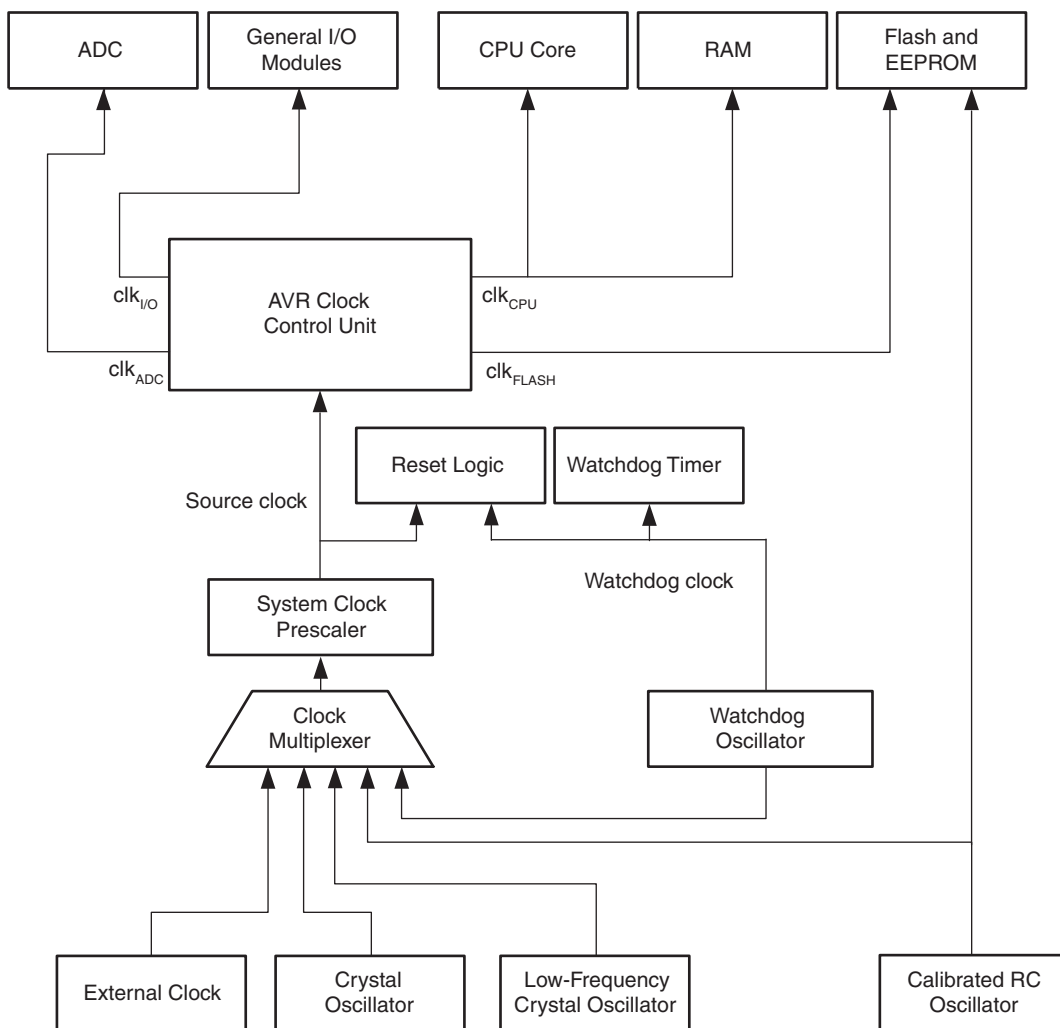 ADC
General I/O
Modules
CPU Core
RAM
Flash and
EEPROM
clkI/O
AVR Clock
Control Unit
clkCPU
clkADC
clkFLASH
Reset Logic
Watchdog Timer
Source clock
Watchdog clock
System Clock
Prescaler
Clock
Multiplexer
Watchdog
Oscillator
External Clock
Crystal
Oscillator
Low-Frequency
Crystal Oscillator
Calibrated RC
Oscillator